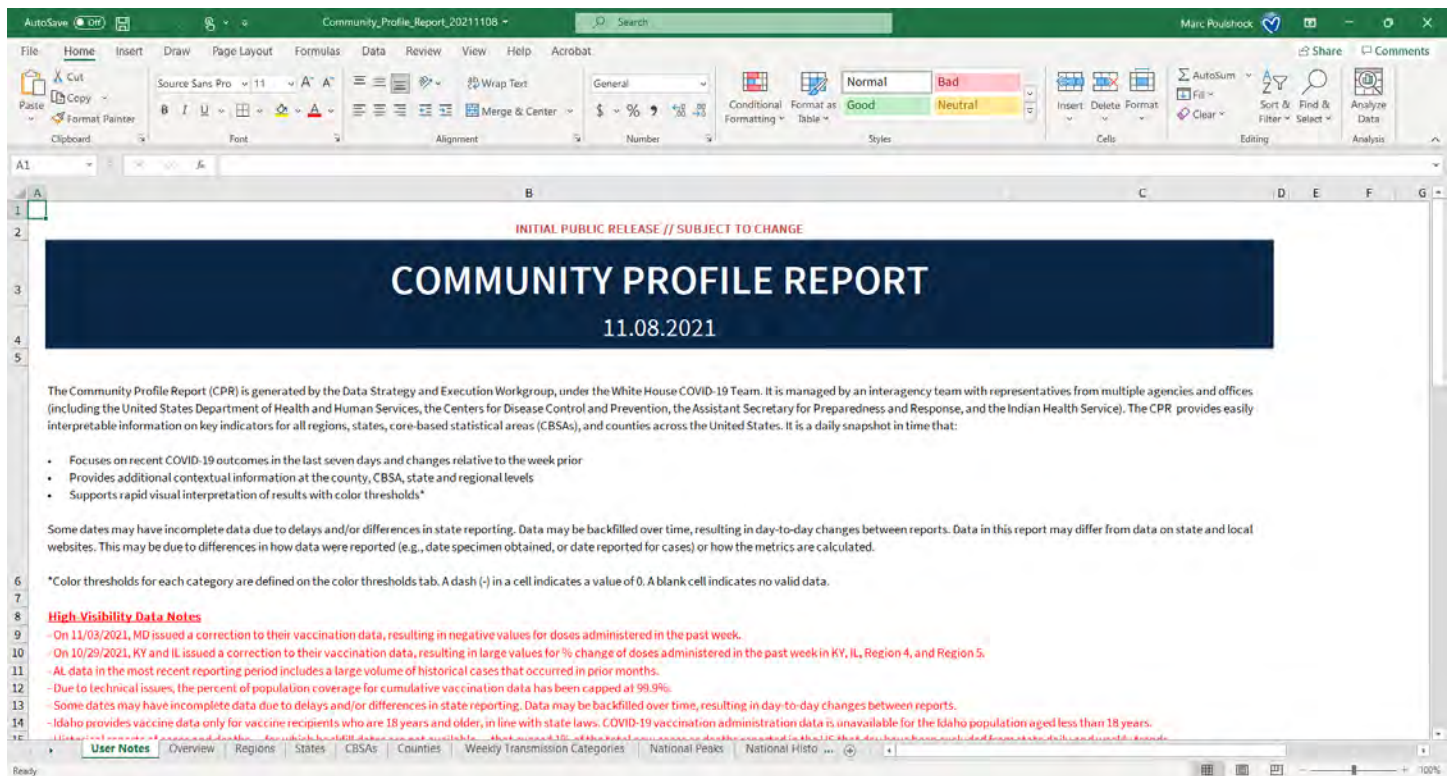 AutoSave Off Community_Profile_Report_20211108 Search Marc Poulshock
File Home Insert Draw Page Layout Formulas Data Review View Help Acrobat Share Comments
Paste Cut Copy Format Painter
Source Sans Pro 11 A A
B I U A
Wrap Text
Merge & Center
General
$ % 9
Conditional Formatting Format as Table
Normal Bad
Good Neutral
Insert Delete Format
AutoSum
Fill
Clear
Sort & Filter Find & Select
Analyze Data
Clipboard Font Alignment Number Styles Cells Editing Analysis
A1 fx
A B C D E F G
1
2 INITIAL PUBLIC RELEASE // SUBJECT TO CHANGE
3 COMMUNITY PROFILE REPORT
4 11.08.2021
5
The Community Profile Report (CPR) is generated by the Data Strategy and Execution Workgroup, under the White House COVID-19 Team. It is managed by an interagency team with representatives from multiple agencies and offices
(including the United States Department of Health and Human Services, the Centers for Disease Control and Prevention, the Assistant Secretary for Preparedness and Response, and the Indian Health Service). The CPR provides easily
interpretable information on key indicators for all regions, states, core-based statistical areas (CBSAs), and counties across the United States. It is a daily snapshot in time that:
• Focuses on recent COVID-19 outcomes in the last seven days and changes relative to the week prior
• Provides additional contextual information at the county, CBSA, state and regional levels
• Supports rapid visual interpretation of results with color thresholds*
Some dates may have incomplete data due to delays and/or differences in state reporting. Data may be backfilled over time, resulting in day-to-day changes between reports. Data in this report may differ from data on state and local
websites. This may be due to differences in how data were reported (e.g., date specimen obtained, or date reported for cases) or how the metrics are calculated.
6 *Color thresholds for each category are defined on the color thresholds tab. A dash (-) in a cell indicates a value of 0. A blank cell indicates no valid data.
7
8 High-Visibility Data Notes
9 - On 11/03/2021, MD issued a correction to their vaccination data, resulting in negative values for doses administered in the past week.
10 - On 10/29/2021, KY and IL issued a correction to their vaccination data, resulting in large values for % change of doses administered in the past week in KY, IL, Region 4, and Region 5.
11 - AL data in the most recent reporting period includes a large volume of historical cases that occurred in prior months.
12 - Due to technical issues, the percent of population coverage for cumulative vaccination data has been capped at 99.9%.
13 - Some dates may have incomplete data due to delays and/or differences in state reporting. Data may be backfilled over time, resulting in day-to-day changes between reports.
14 - Idaho provides vaccine data only for vaccine recipients who are 18 years and older, in line with state laws. COVID-19 vaccination administration data is unavailable for the Idaho population aged less than 18 years.
User Notes Overview Regions States CBSAs Counties Weekly Transmission Categories National Peaks National Histo ...
Ready 100%